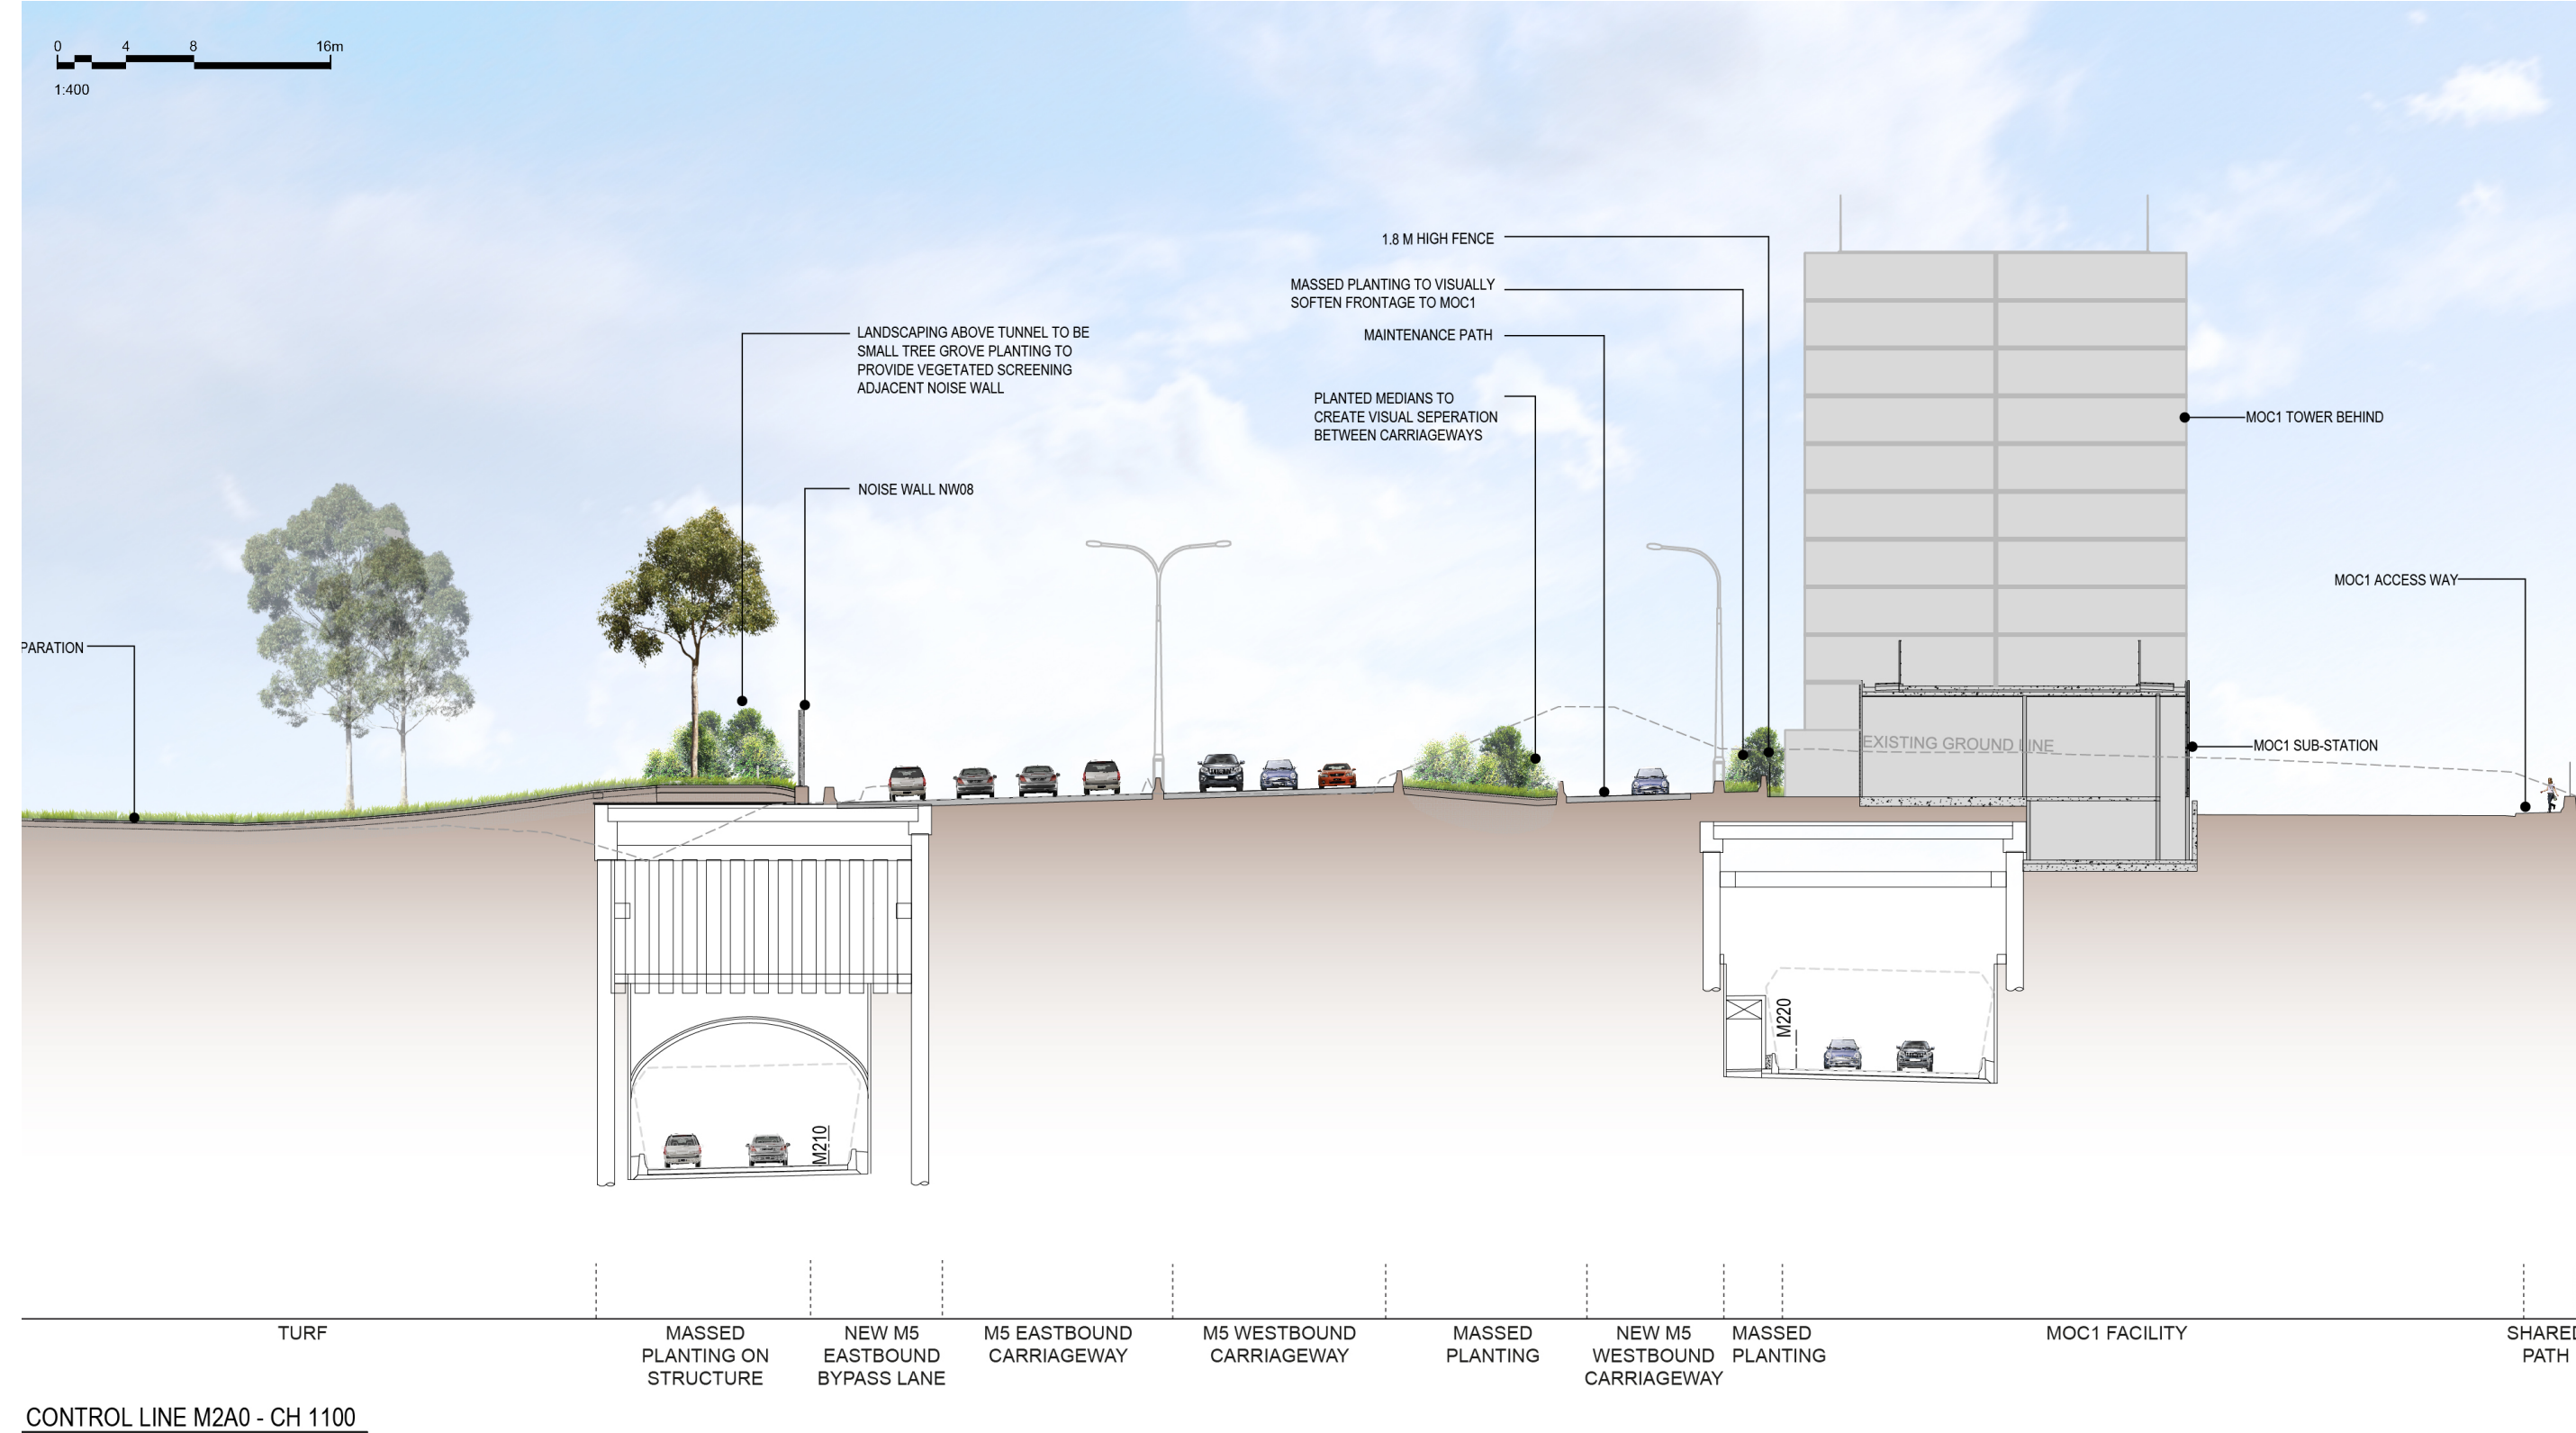 0 4 8 16m
1:400
1.8 M HIGH FENCE
MASSED PLANTING TO VISUALLY
SOFTEN FRONTAGE TO MOC1
MAINTENANCE PATH
LANDSCAPING ABOVE TUNNEL TO BE
SMALL TREE GROVE PLANTING TO
PROVIDE VEGETATED SCREENING
ADJACENT NOISE WALL
PLANTED MEDIANS TO
CREATE VISUAL SEPERATION
BETWEEN CARRIAGEWAYS
MOC1 TOWER BEHIND
NOISE WALL NW08
MOC1 ACCESS WAY
PARATION
EXISTING GROUND LINE
MOC1 SUB-STATION
M220
M210
TURF
MASSED
PLANTING ON
STRUCTURE
NEW M5
EASTBOUND
BYPASS LANE
M5 EASTBOUND
CARRIAGEWAY
M5 WESTBOUND
CARRIAGEWAY
MASSED
PLANTING
NEW M5
WESTBOUND
CARRIAGEWAY
MASSED
PLANTING
MOC1 FACILITY
SHARED
PATH
CONTROL LINE M2A0 - CH 1100